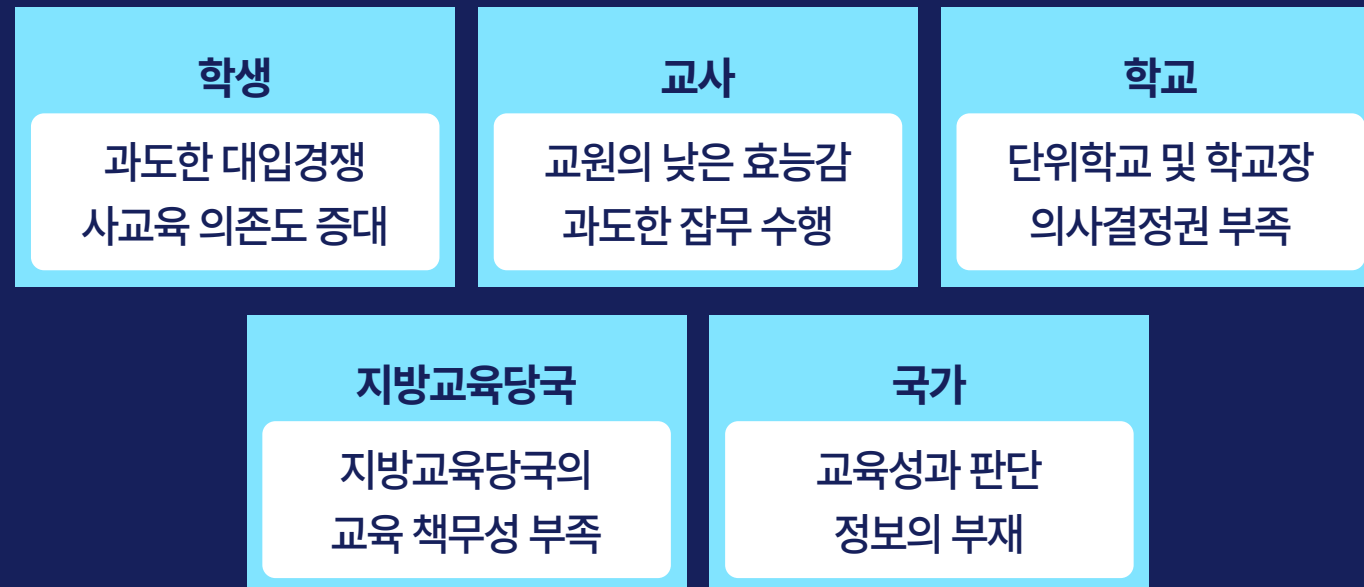 학생
과도한 대입경쟁
사교육 의존도 증대
교사
교원의 낮은 효능감
과도한 잡무 수행
학교
단위학교 및 학교장
의사결정권 부족
지방교육당국
지방교육당국의
교육 책무성 부족
국가
교육성과 판단
정보의 부재